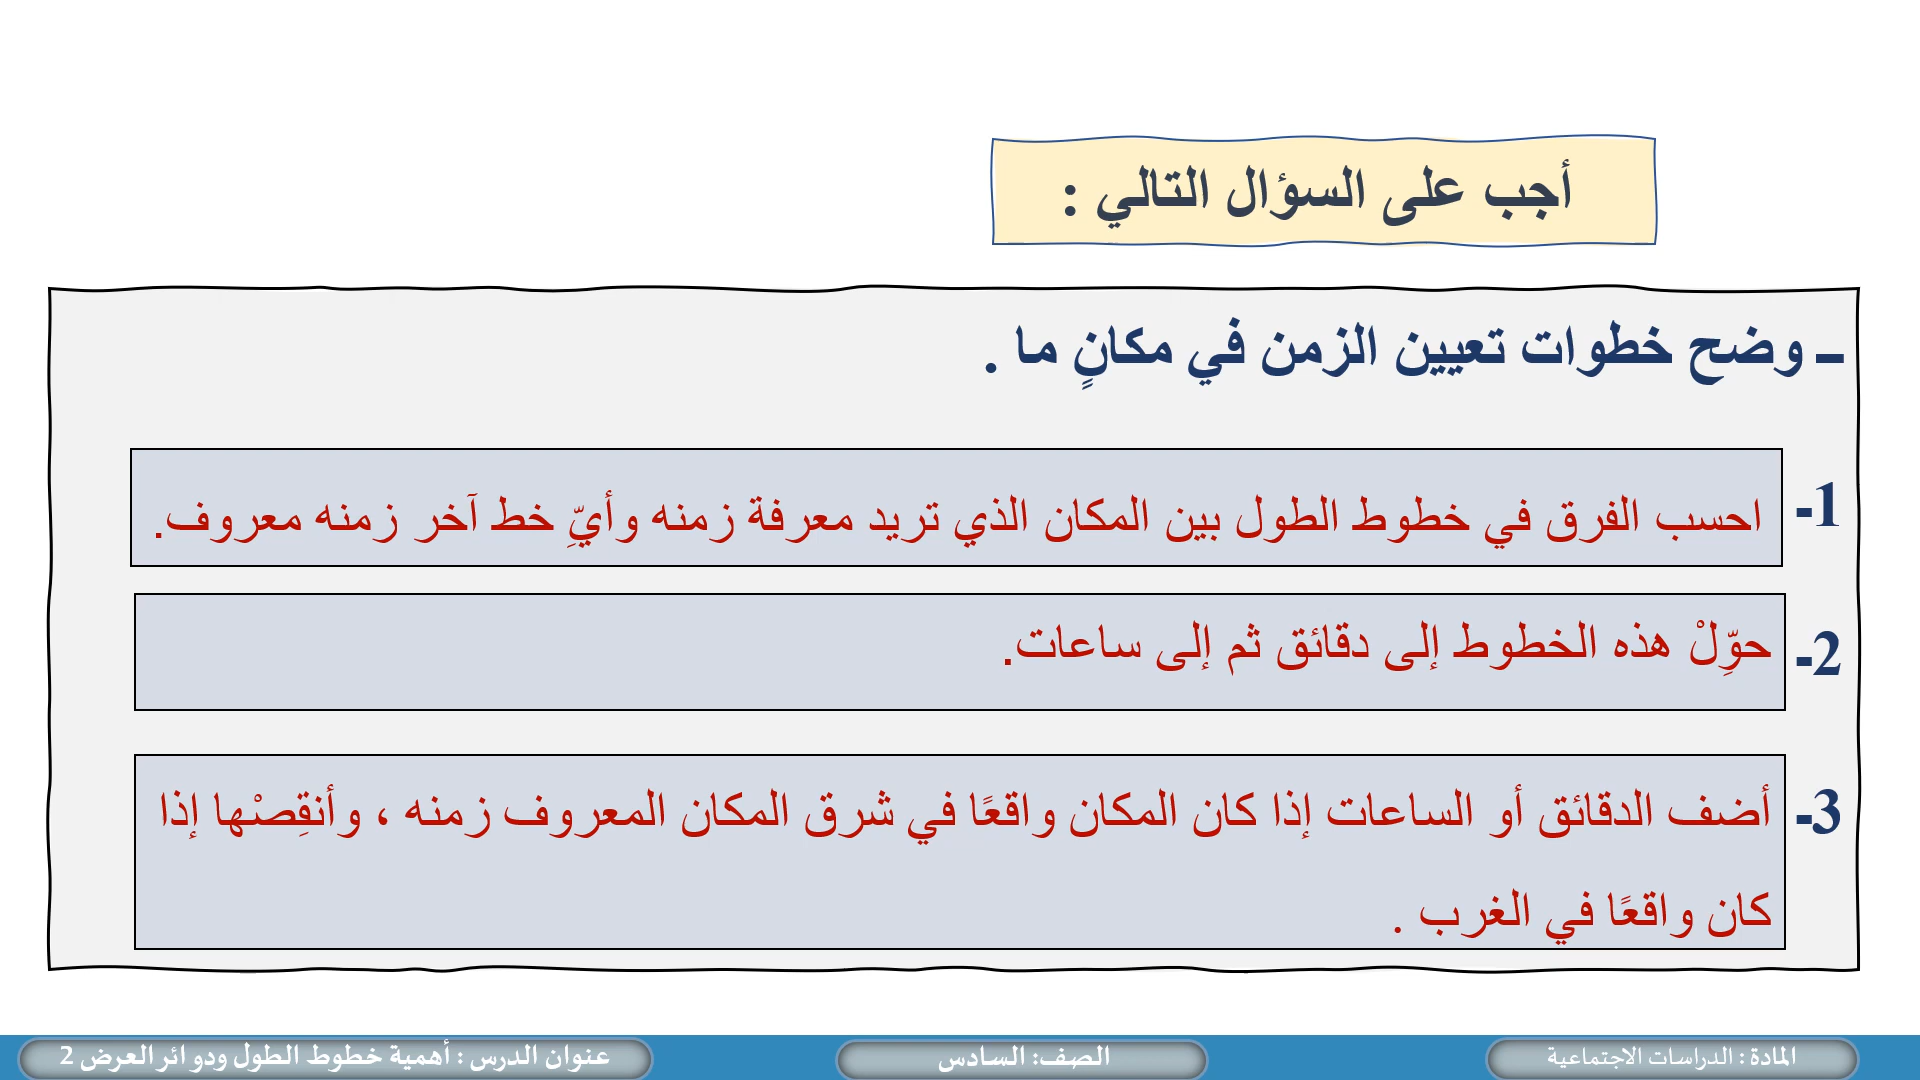 أجب على السؤال التالي :
ــ وضح خطوات تعيين الزمن في مكانٍ ما .
1- احسب الفرق في خطوط الطول بين المكان الذي تريد معرفة زمنه وأيِّ خط آخر زمنه معروف.
2- حوِّلْ هذه الخطوط إلى دقائق ثم إلى ساعات.
3- أضف الدقائق أو الساعات إذا كان المكان واقعًا في شرق المكان المعروف زمنه ، وأنقِصْها إذا
كان واقعًا في الغرب .
المادة : الدراسات الاجتماعية
الصف: السادس
عنوان الدرس : أهمية خطوط الطول ودوائر العرض 2